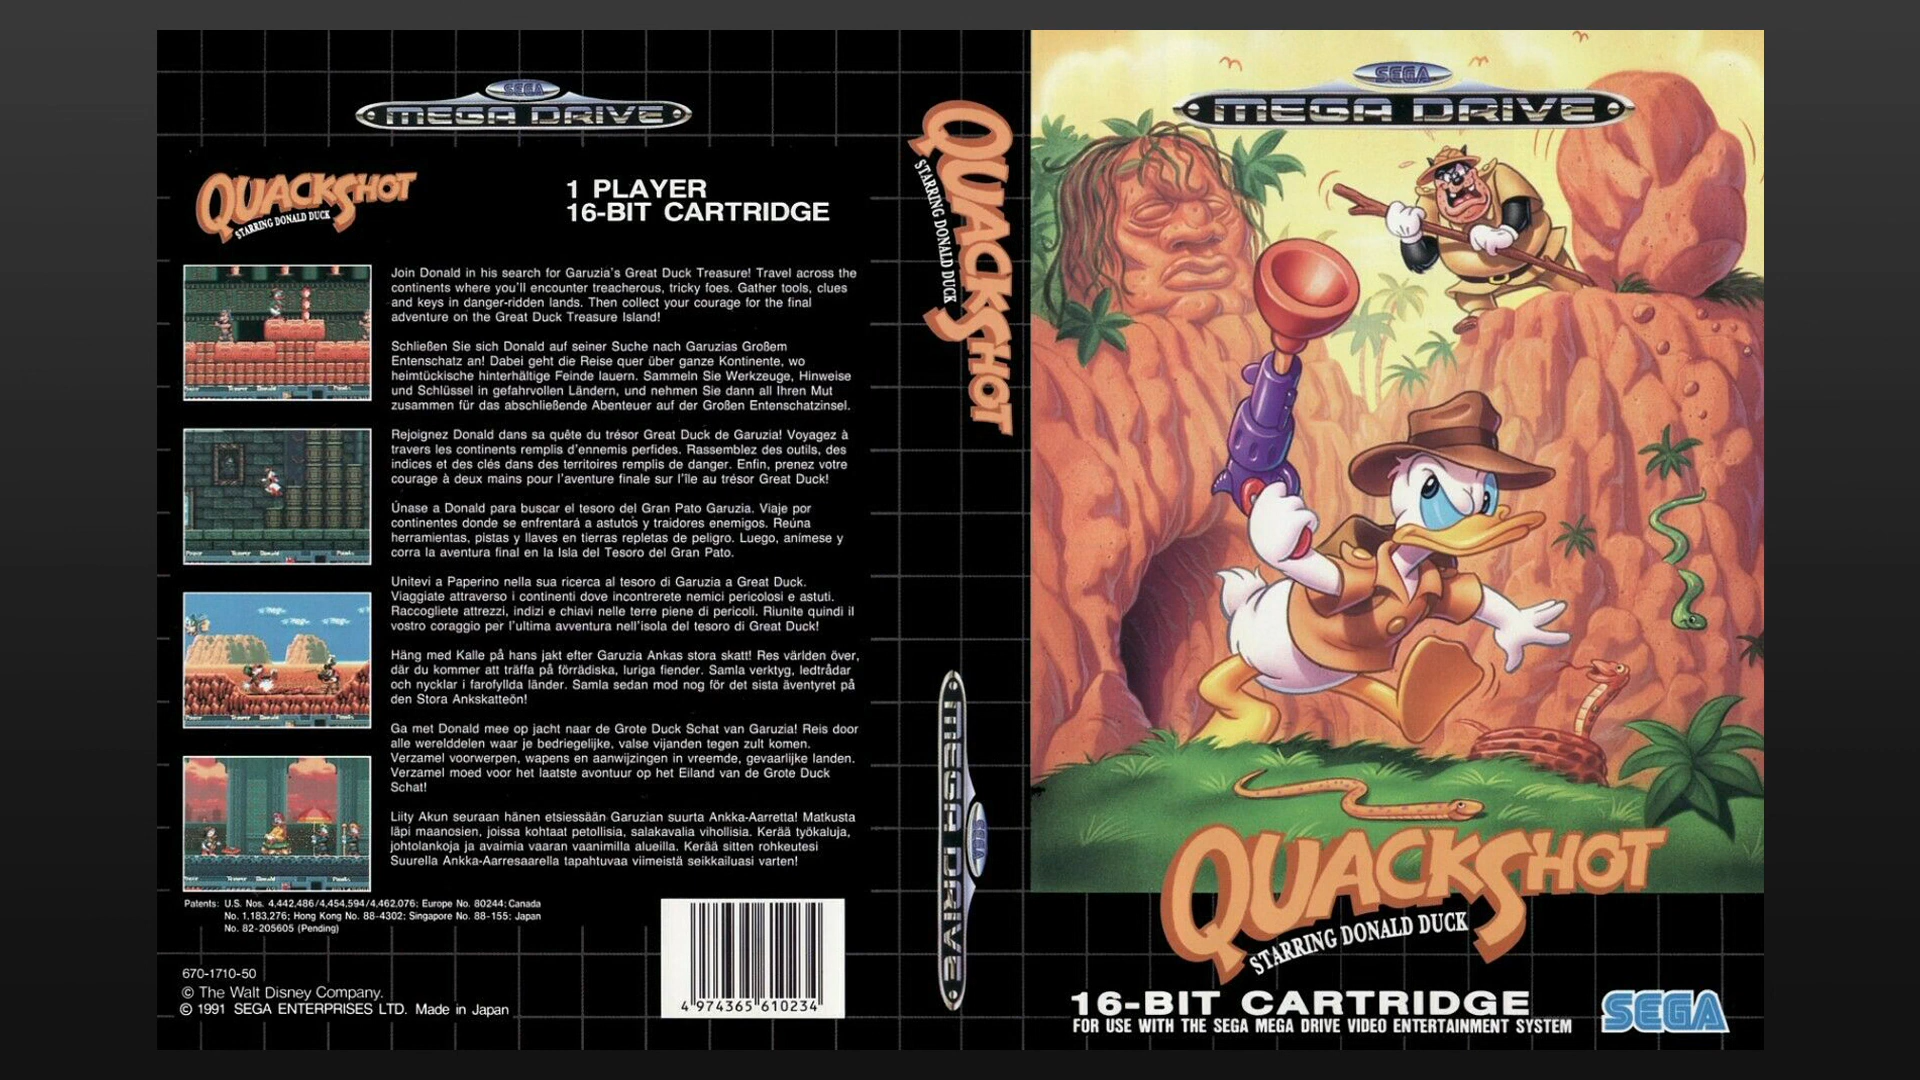 SEGA
MEGA DRIVE
QUACKSHOT
STARRING DONALD DUCK
1 PLAYER
16-BIT CARTRIDGE
Join Donald in his search for Garuzia's Great Duck Treasure! Travel across the
continents where you'll encounter treacherous, tricky foes. Gather tools, clues
and keys in danger-ridden lands. Then collect your courage for the final
adventure on the Great Duck Treasure Island!
Schließen Sie sich Donald auf seiner Suche nach Garuzias Großem
Entenschatz an! Dabei geht die Reise quer über ganze Kontinente, wo
heimtückische hinterhältige Feinde lauern. Sammeln Sie Werkzeuge, Hinweise
und Schlüssel in gefahrvollen Ländern, und nehmen Sie dann all Ihren Mut
zusammen für das abschließende Abenteuer auf der Großen Entenschatzinsel.
Rejoignez Donald dans sa quête du trésor Great Duck de Garuzia! Voyagez à
travers les continents remplis d'ennemis perfides. Rassemblez des outils, des
indices et des clés dans des territoires remplis de danger. Enfin, prenez votre
courage à deux mains pour l'aventure finale sur l'île au trésor Great Duck!
Únase a Donald para buscar el tesoro del Gran Pato Garuzia. Viaje por
continentes donde se enfrentará a astutos y traidores enemigos. Reúna
herramientas, pistas y llaves en tierras repletas de peligro. Luego, anímese y
corra la aventura final en la Isla del Tesoro del Gran Pato.
Unitevi a Paperino nella sua ricerca al tesoro di Garuzia a Great Duck.
Viaggiate attraverso i continenti dove incontrerete nemici pericolosi e astuti.
Raccogliete attrezzi, indizi e chiavi nelle terre piene di pericoli. Riunite quindi il
vostro coraggio per l'ultima avventura nell'isola del tesoro di Great Duck!
Häng med Kalle på hans jakt efter Garuzia Ankas stora skatt! Res världen över,
där du kommer att träffa på förrädiska, luriga fiender. Samla verktyg, ledtrådar
och nycklar i farofyllda länder. Samla sedan mod nog för det sista äventyret på
den Stora Ankskatteön!
Ga met Donald mee op jacht naar de Grote Duck Schat van Garuzia! Reis door
alle werelddelen waar je bedriegelijke, valse vijanden tegen zult komen.
Verzamel voorwerpen, wapens en aanwijzingen in vreemde, gevaarlijke landen.
Verzamel moed voor het laatste avontuur op het Eiland van de Grote Duck
Schat!
Liity Akun seuraan hänen etsiessään Garuzian suurta Ankka-Aarretta! Matkusta
läpi maanosien, joissa kohtaat petollisia, salakavalia vihollisia. Kerää työkaluja,
johtolankoja ja avaimia vaaran vaanimilla alueilla. Kerää sitten rohkeutesi
Suurella Ankka-Aarresaarella tapahtuvaa viimeistä seikkailuasi varten!
Patents: U.S. Nos. 4,442,486/4,454,594/4,462,076; Europe No. 80244; Canada
No. 1,183,276; Hong Kong No. 88-4302; Singapore No. 88-155; Japan
No. 82-205605 (Pending)
670-1710-50
© The Walt Disney Company.
© 1991 SEGA ENTERPRISES LTD. Made in Japan
4 974365 610234
QUACKSHOT
STARRING DONALD DUCK
SEGA
MEGA DRIVE
SEGA
MEGA DRIVE
QUACKSHOT
STARRING DONALD DUCK
16-BIT CARTRIDGE
FOR USE WITH THE SEGA MEGA DRIVE VIDEO ENTERTAINMENT SYSTEM
SEGA